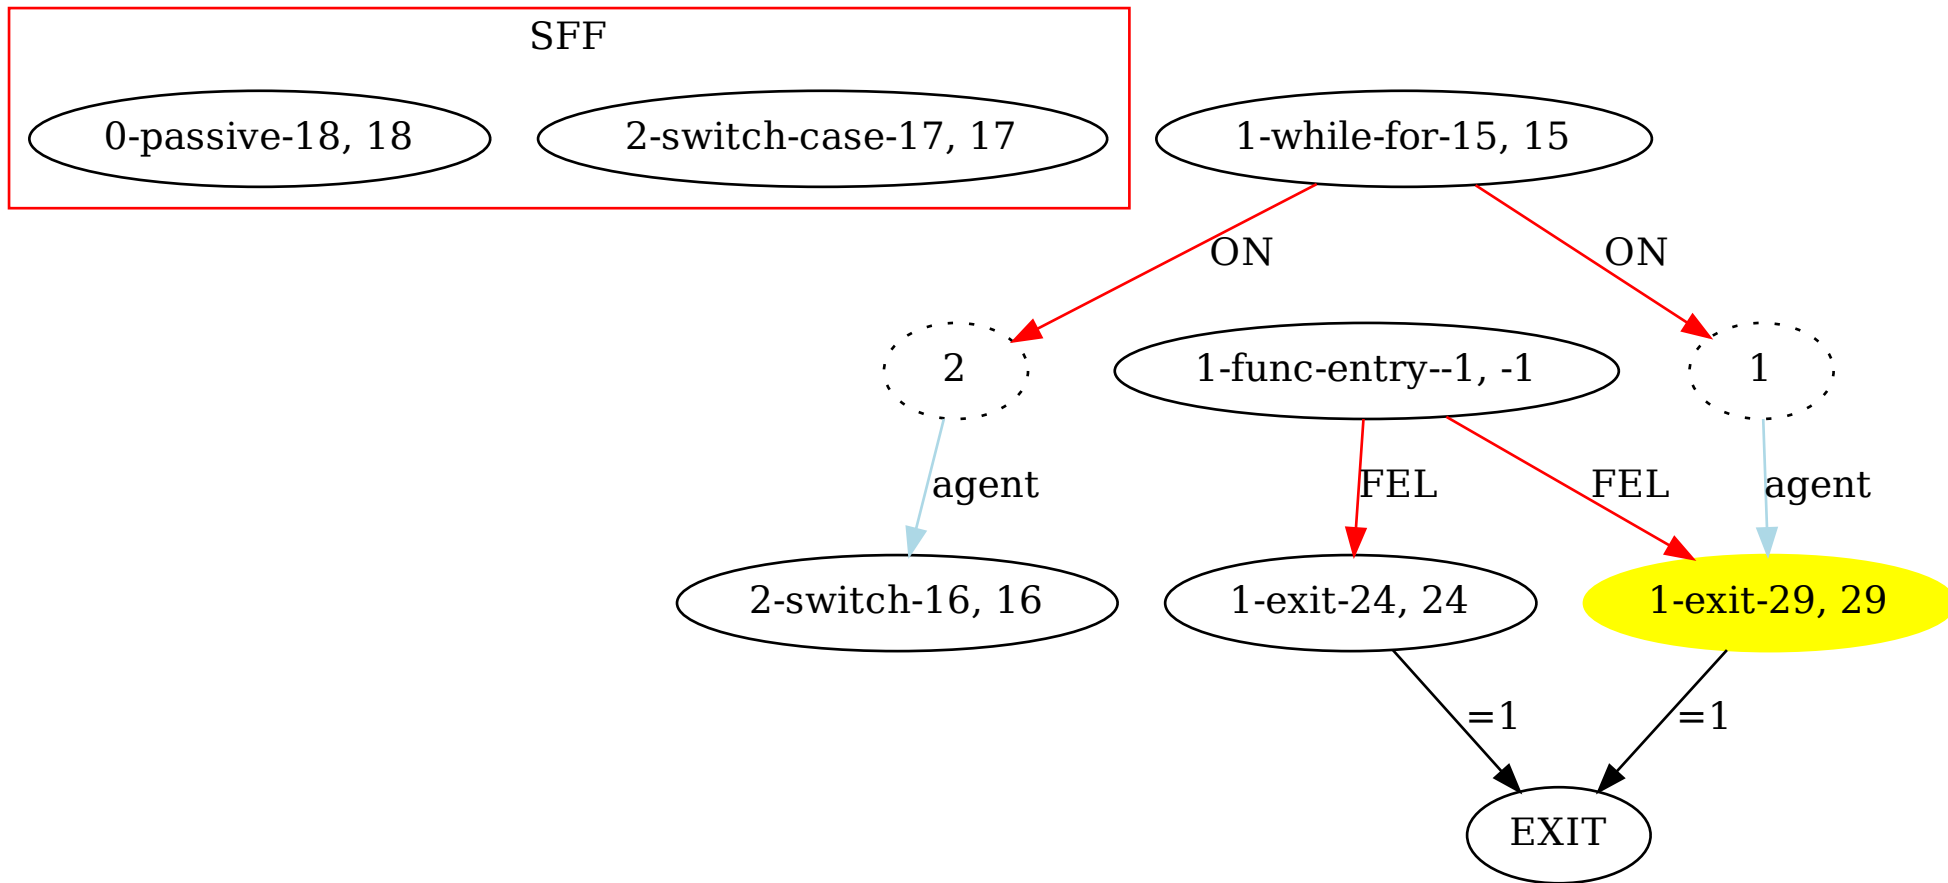 SFF
0-passive-18, 18
2-switch-case-17, 17
1-while-for-15, 15
ON
ON
2
1-func-entry--1, -1
1
agent
FEL
FEL
agent
2-switch-16, 16
1-exit-24, 24
1-exit-29, 29
=1
=1
EXIT